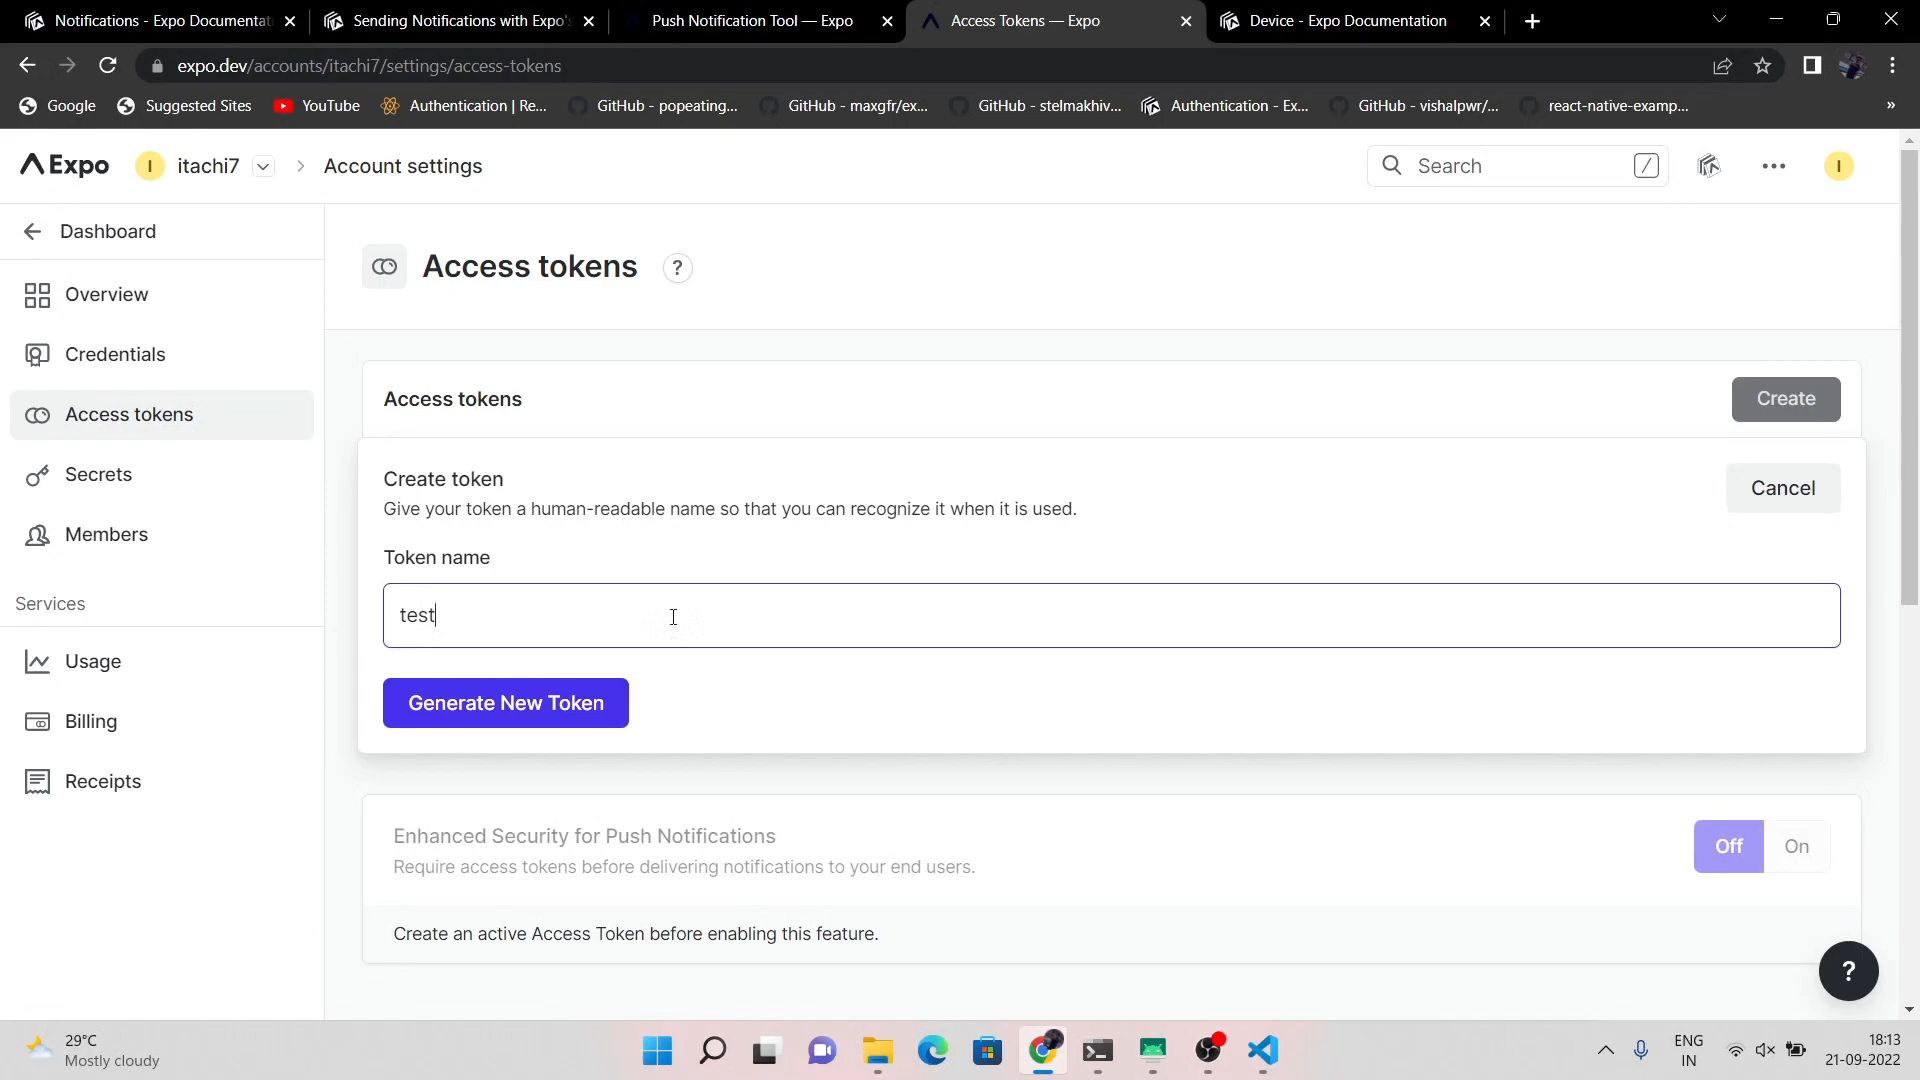 Notifications - Expo Documentat
Sending Notifications with Expo's
Push Notification Tool — Expo
Access Tokens — Expo
Device - Expo Documentation
expo.dev/accounts/itachi7/settings/access-tokens
Google
Suggested Sites
YouTube
Authentication | Re...
GitHub - popeating...
GitHub - maxgfr/ex...
GitHub - stelmakhiv...
Authentication - Ex...
GitHub - vishalpwr/...
react-native-examp...
»
Expo
I
itachi7
Account settings
Search
/
I
Dashboard
Overview
Credentials
Access tokens
Secrets
Members
Services
Usage
Billing
Receipts
Access tokens
?
Access tokens
Create
Create token
Cancel
Give your token a human-readable name so that you can recognize it when it is used.
Token name
test
Generate New Token
Enhanced Security for Push Notifications
Require access tokens before delivering notifications to your end users.
Off
On
Create an active Access Token before enabling this feature.
?
29°C
Mostly cloudy
ENG
IN
18:13
21-09-2022